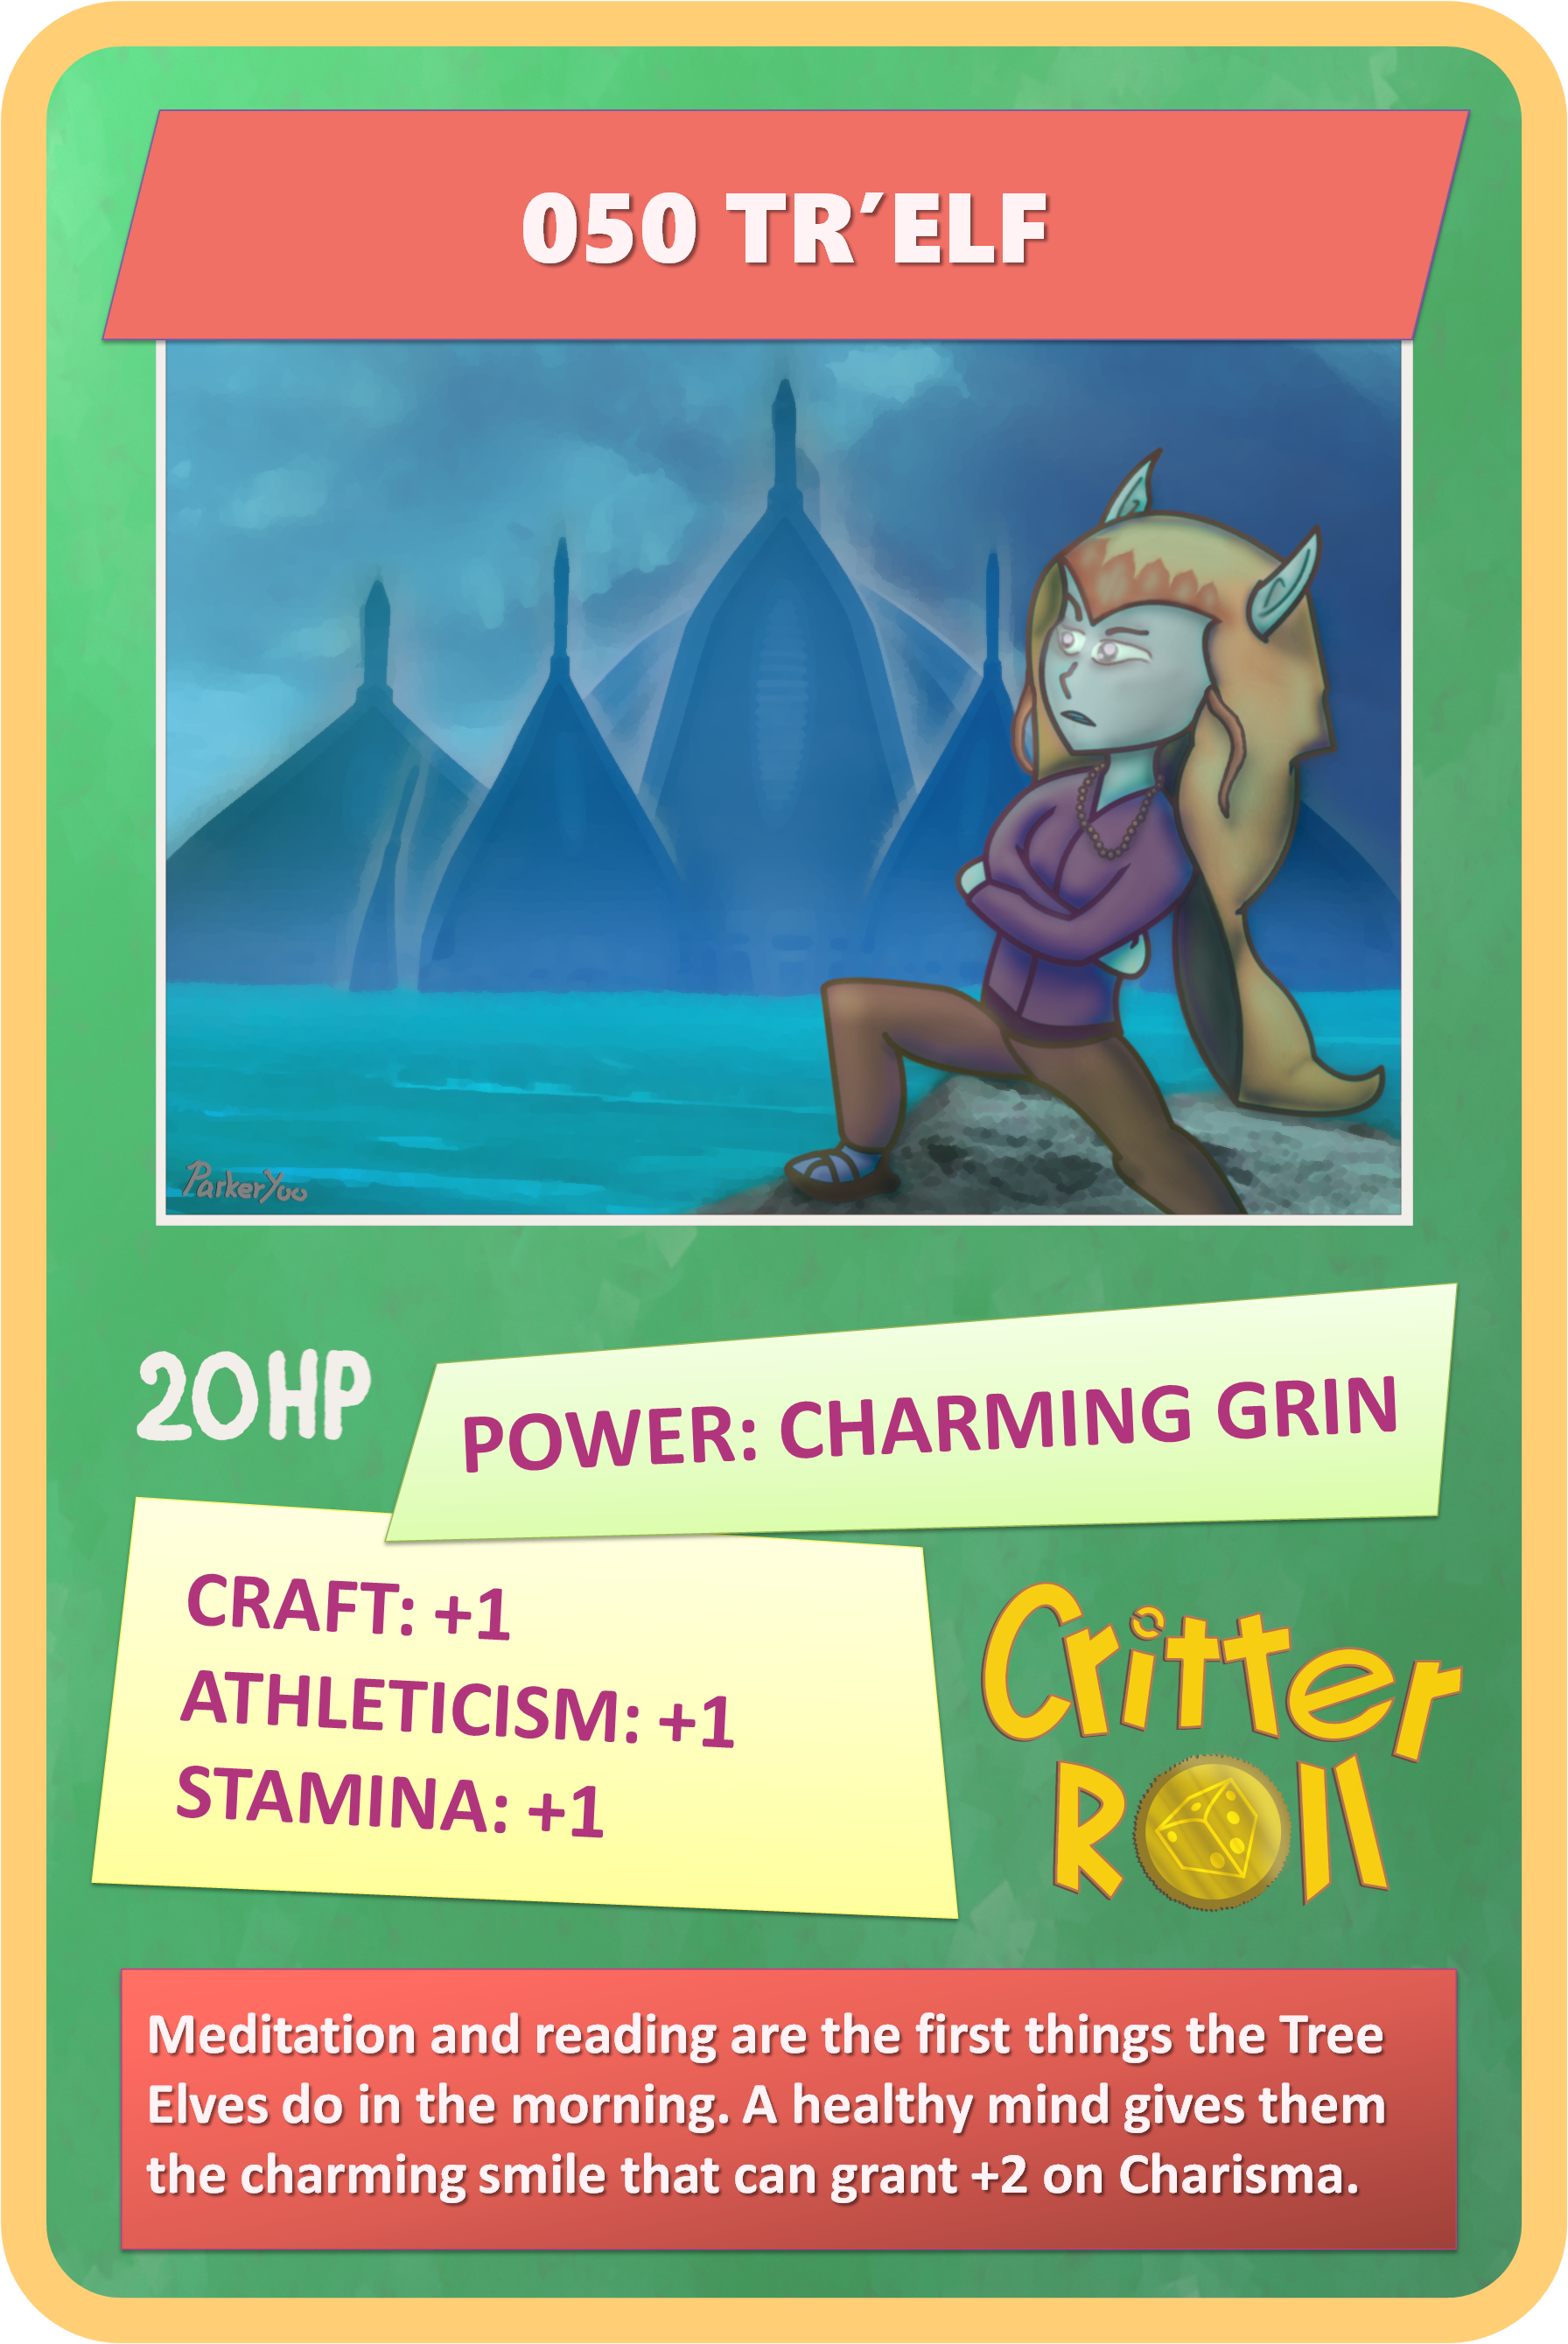 050 TR’ELF
ParkerYoo
20HP
POWER: CHARMING GRIN
CRAFT: +1
ATHLETICISM: +1
STAMINA: +1
Critter
Roll
Meditation and reading are the first things the Tree
Elves do in the morning. A healthy mind gives them
the charming smile that can grant +2 on Charisma.